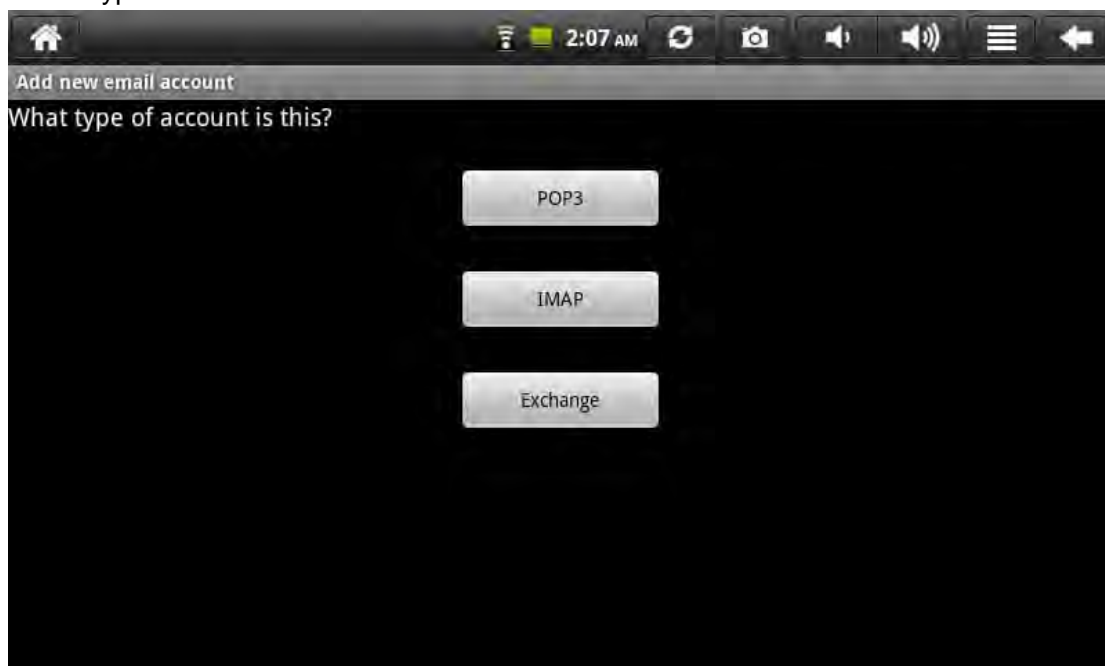 2:07 AM
Add new email account
What type of account is this?
POP3
IMAP
Exchange